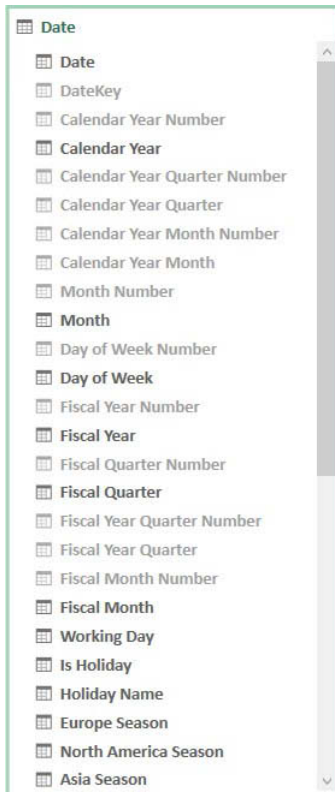 Date
Date
DateKey
Calendar Year Number
Calendar Year
Calendar Year Quarter Number
Calendar Year Quarter
Calendar Year Month Number
Calendar Year Month
Month Number
Month
Day of Week Number
Day of Week
Fiscal Year Number
Fiscal Year
Fiscal Quarter Number
Fiscal Quarter
Fiscal Year Quarter Number
Fiscal Year Quarter
Fiscal Month Number
Fiscal Month
Working Day
Is Holiday
Holiday Name
Europe Season
North America Season
Asia Season